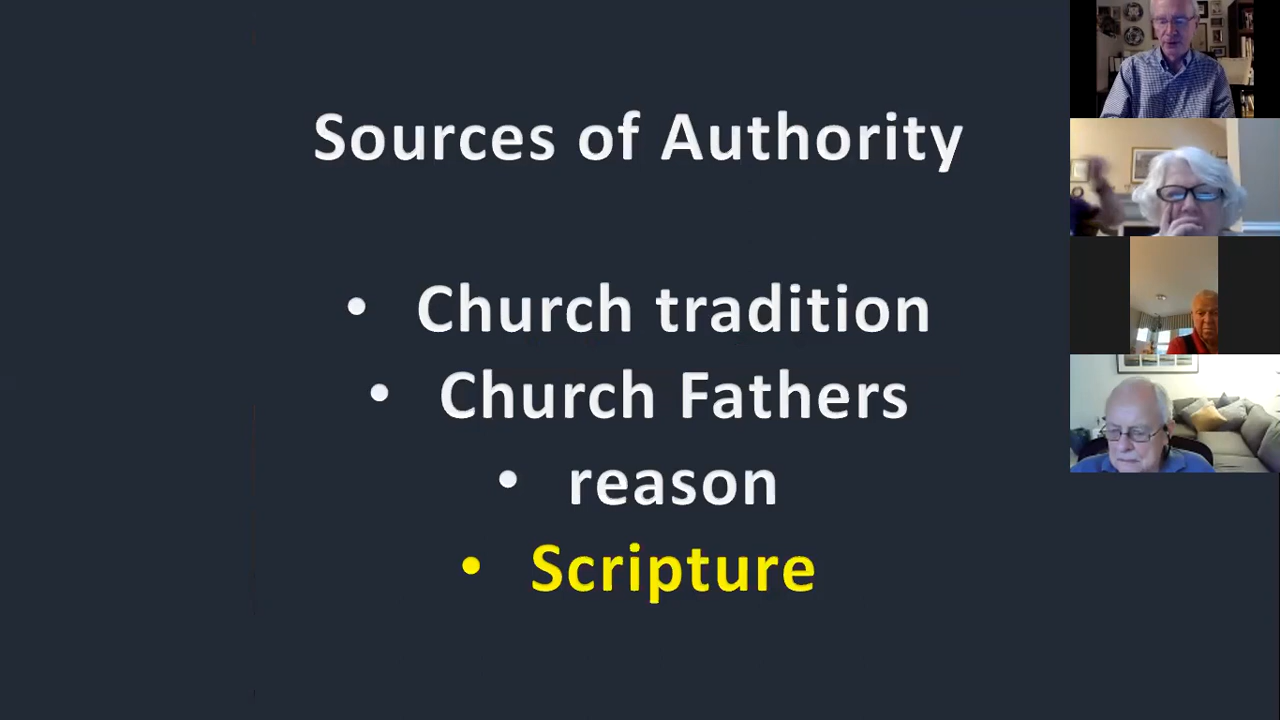 Sources of Authority
• Church tradition
• Church Fathers
• reason
• Scripture